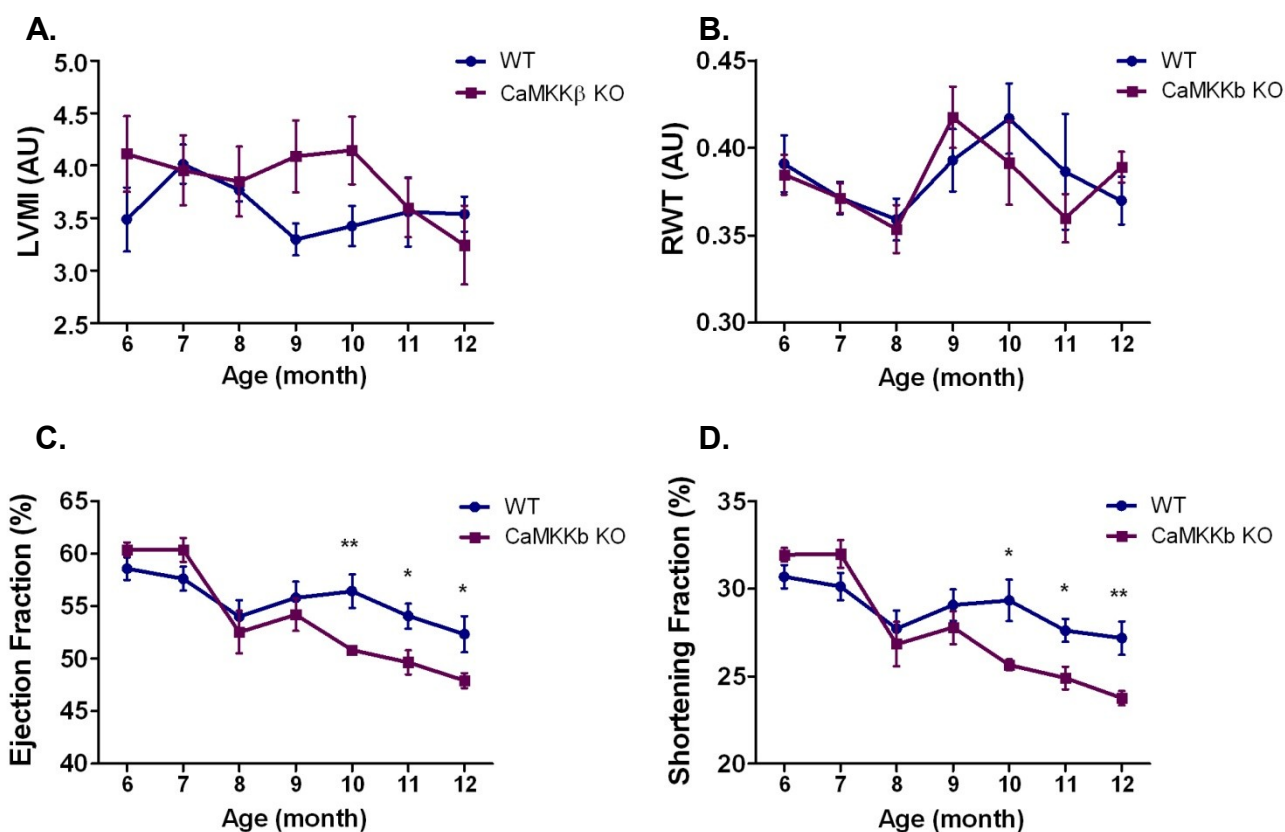 A.
WT
CaMKKβ KO
LVMI (AU)
5.0
4.5
4.0
3.5
3.0
2.5
6 7 8 9 10 11 12
Age (month)
B.
WT
CaMKKb KO
RWT (AU)
0.45
0.40
0.35
0.30
6 7 8 9 10 11 12
Age (month)
C.
WT
CaMKKb KO
Ejection Fraction (%)
65
60
55
50
45
40
** * *
6 7 8 9 10 11 12
Age (month)
D.
WT
CaMKKb KO
Shortening Fraction (%)
35
30
25
20
* * **
6 7 8 9 10 11 12
Age (month)